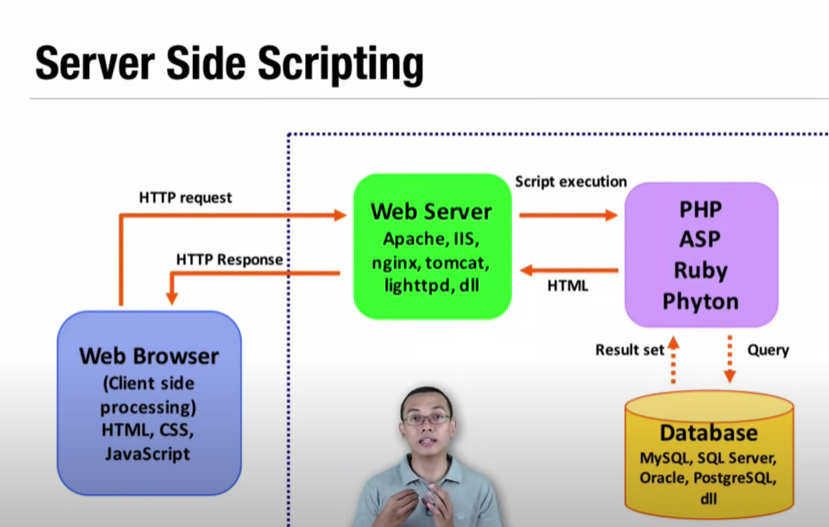 Server Side Scripting
HTTP request
HTTP Response
Web Browser
(Client side
processing)
HTML, CSS,
JavaScript
Web Server
Apache, IIS,
nginx, tomcat,
lighttpd, dll
Script execution
HTML
PHP
ASP
Ruby
Phyton
Result set
Query
Database
MySQL, SQL Server,
Oracle, PostgreSQL,
dll